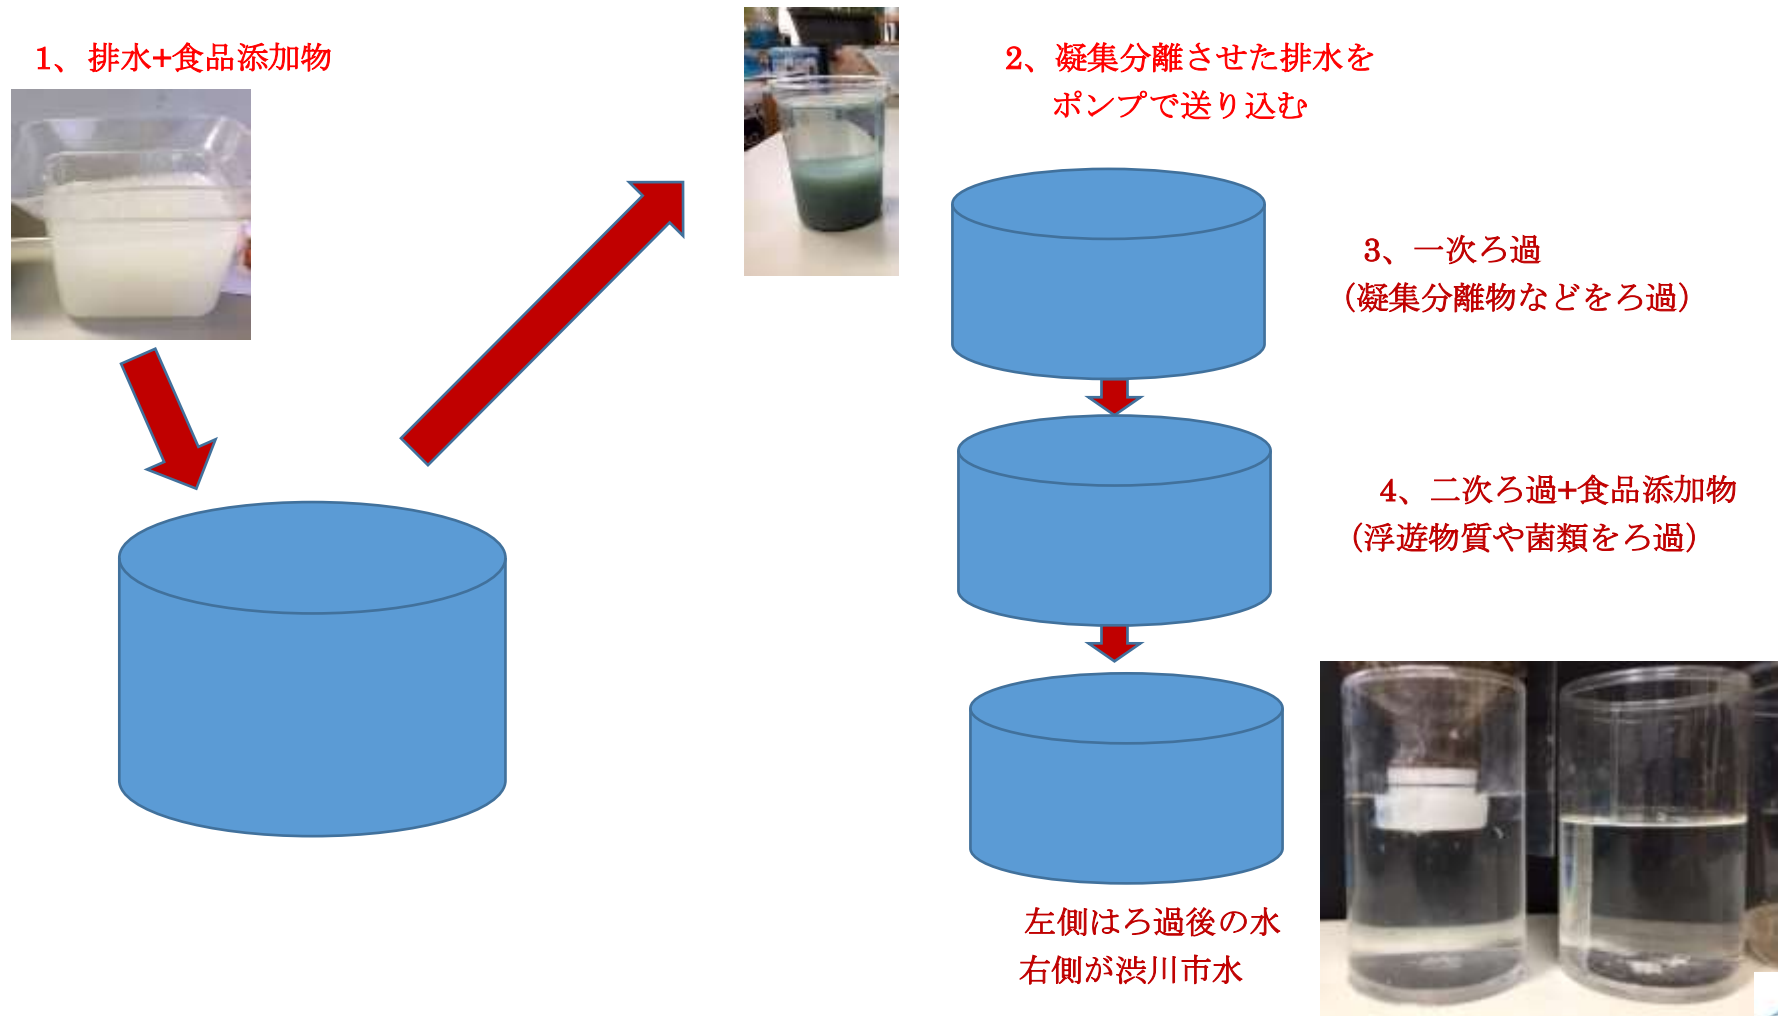 1、排水+食品添加物
2、凝集分離させた排水を
ポンプで送り込む
3、一次ろ過
（凝集分離物などをろ過）
4、二次ろ過+食品添加物
（浮遊物質や菌類をろ過）
左側はろ過後の水
右側が渋川市水